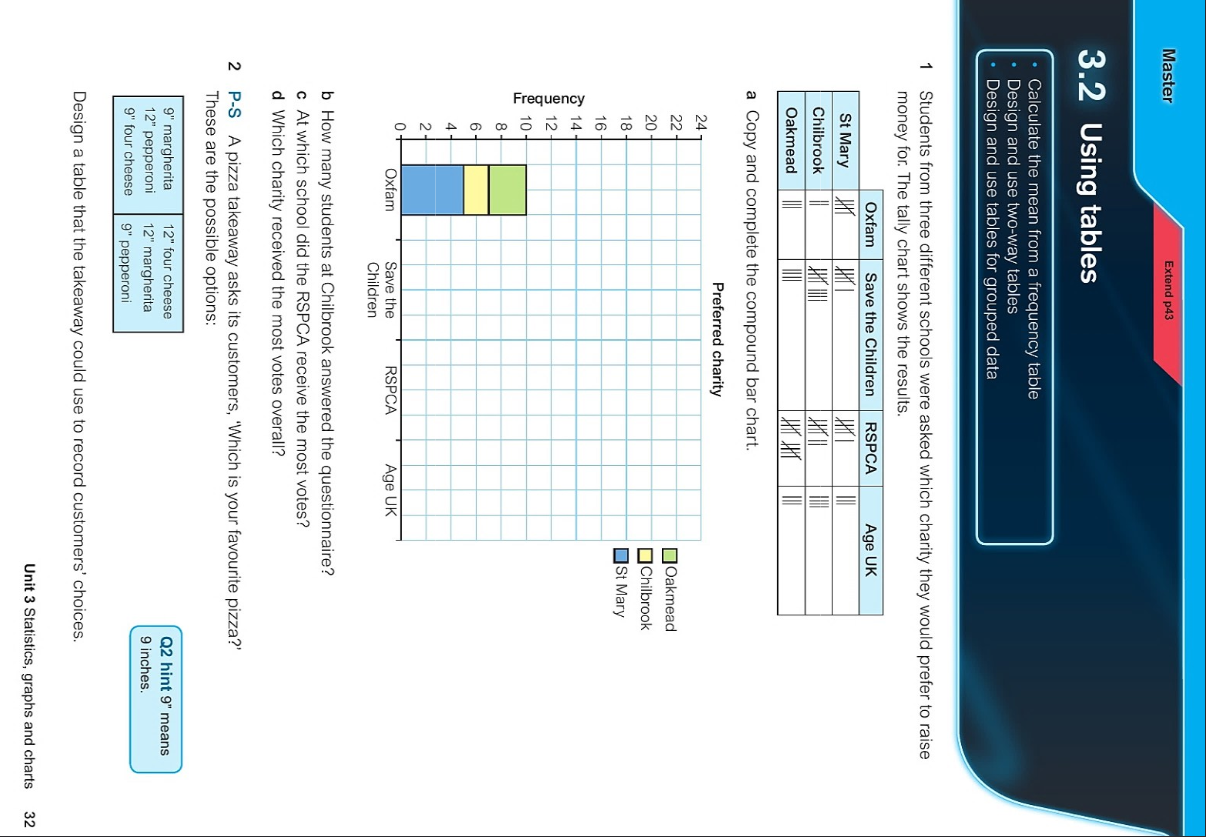 Master
Extend p43
3.2 Using tables
• Calculate the mean from a frequency table
• Design and use two-way tables
• Design and use tables for grouped data
1 Students from three different schools were asked which charity they would prefer to raise
money for. The tally chart shows the results.
Oxfam Save the Children RSPCA Age UK
St Mary
Chilbrook
Oakmead
a Copy and complete the compound bar chart.
Preferred charity
Frequency
24
22
20
18
16
14
12
10
8
6
4
2
0
Oxfam Save the RSPCA Age UK
Children
Oakmead
Chilbrook
St Mary
b How many students at Chilbrook answered the questionnaire?
c At which school did the RSPCA receive the most votes?
d Which charity received the most votes overall?
2 P-S A pizza takeaway asks its customers, 'Which is your favourite pizza?'
These are the possible options:
9" margherita 12" four cheese
12" pepperoni 12" margherita
9" four cheese 9" pepperoni
Q2 hint 9" means
9 inches.
Design a table that the takeaway could use to record customers' choices.
Unit 3 Statistics, graphs and charts 32